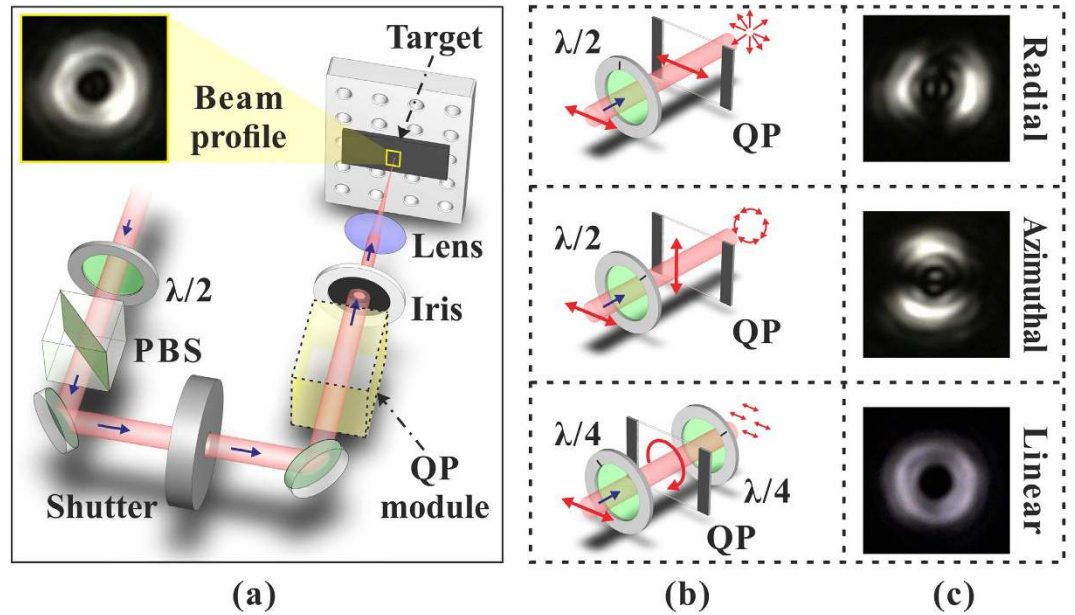 Target
Beam
profile
Lens
λ/2
Iris
PBS
QP
module
Shutter
(a)
λ/2
QP
λ/2
QP
λ/4
λ/4
QP
(b)
Radial
Azimuthal
Linear
(c)